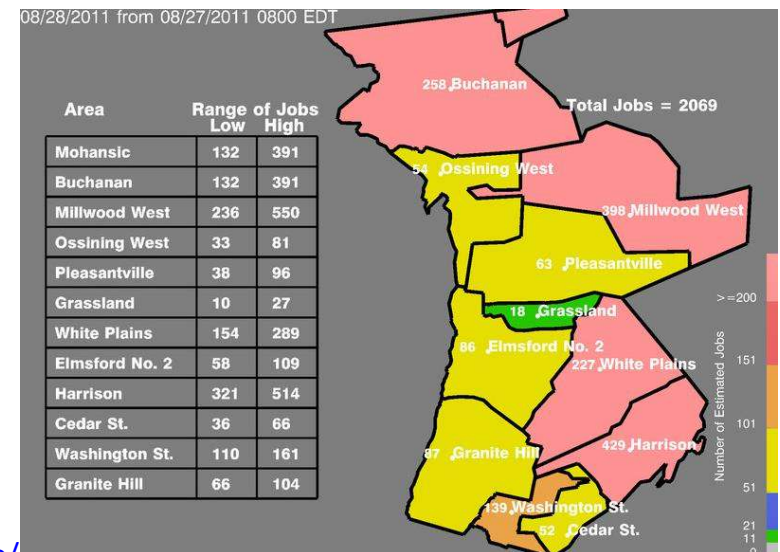 08/28/2011 from 08/27/2011 0800 EDT
258 Buchanan
Total Jobs = 2069
Area Range of Jobs
Low High
Mohansic 132 391
Buchanan 132 391
Millwood West 236 550
Ossining West 33 81
Pleasantville 38 96
Grassland 10 27
White Plains 154 289
Elmsford No. 2 58 109
Harrison 321 514
Cedar St. 36 66
Washington St. 110 161
Granite Hill 66 104
54 Ossining West
398 Millwood West
63 Pleasantville
18 Grassland
86 Elmsford No. 2
227 White Plains
429 Harrison
87 Granite Hill
139 Washington St.
52 Cedar St.
Number of Estimated Jobs
>=200
151
101
51
21
11
0